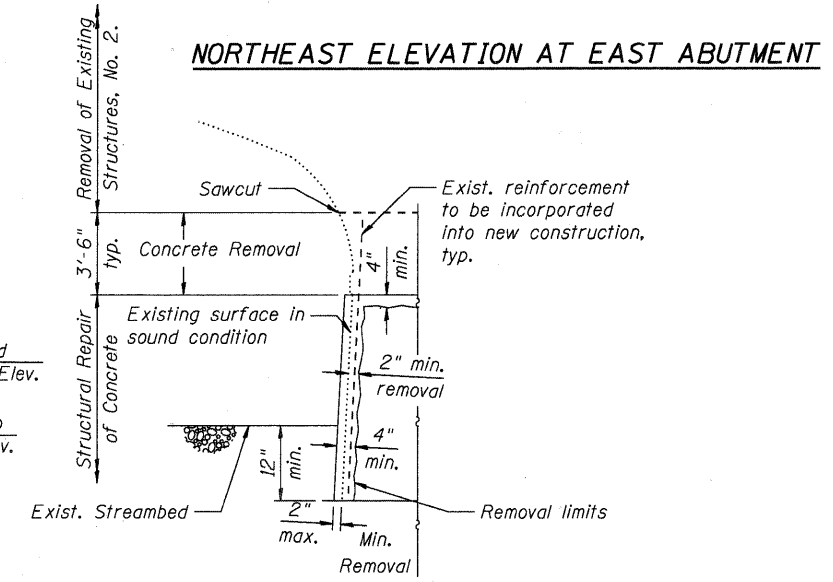 NORTHEAST ELEVATION AT EAST ABUTMENT
Removal of Existing
Structures, No. 2.
Sawcut
Exist. reinforcement
to be incorporated
into new construction,
typ.
3'-6"
typ.
Concrete Removal
4"
min.
Existing surface in
sound condition
Structural Repair
of Concrete
Elev.
2" min.
removal
12"
min.
4"
min.
Exist. Streambed
2"
max.
Min.
Removal
Removal limits